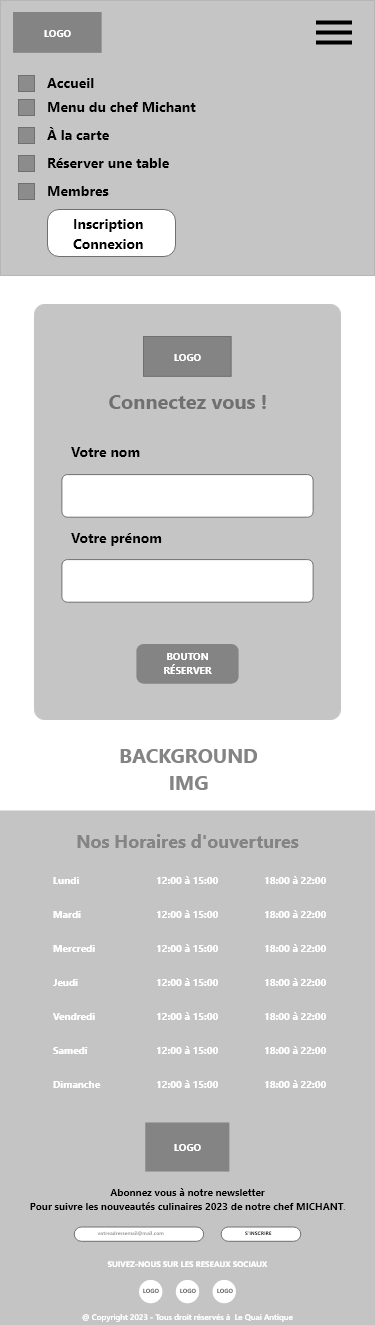 LOGO
Accueil
Menu du chef Michant
À la carte
Réserver une table
Membres
Inscription
Connexion
LOGO
Connectez vous !
Votre nom
Votre prénom
BOUTON
RÉSERVER
BACKGROUND
IMG
Nos Horaires d'ouvertures
Lundi 12:00 à 15:00 18:00 à 22:00
Mardi 12:00 à 15:00 18:00 à 22:00
Mercredi 12:00 à 15:00 18:00 à 22:00
Jeudi 12:00 à 15:00 18:00 à 22:00
Vendredi 12:00 à 15:00 18:00 à 22:00
Samedi 12:00 à 15:00 18:00 à 22:00
Dimanche 12:00 à 15:00 18:00 à 22:00
LOGO
Abonnez vous à notre newsletter
Pour suivre les nouveautés culinaires 2023 de notre chef MICHANT.
S'INSCRIRE
SUIVEZ-NOUS SUR LES RESEAUX SOCIAUX
LOGO LOGO LOGO
@ Copyright 2023 - Tous droit réservés à Le Quai Antique